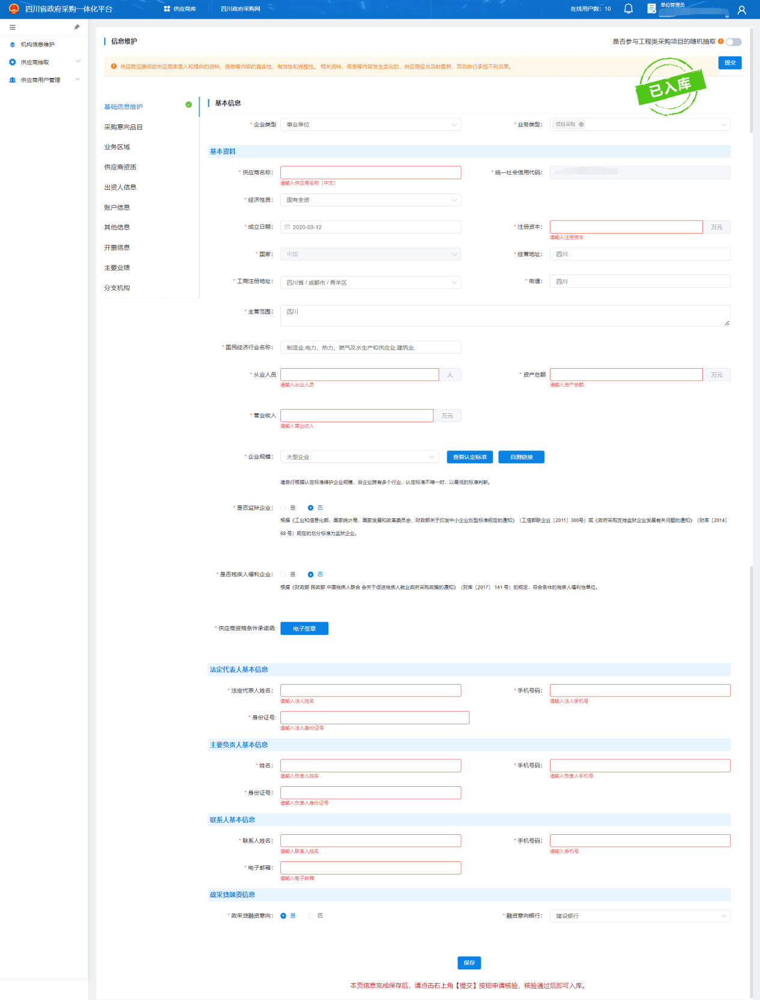 四川省政府采购一体化平台 供应商库 四川政府采购网 在线用户数：10 单位管理员
机构信息维护
供应商抽取
供应商用户管理
信息维护 是否参与工程类采购项目的随机抽取
供应商应确保在供应商库录入和提供的资料、信息等内容的真实性、有效性和完整性。相关资料、信息等内容发生变化的，供应商应当及时更新，否则自行承担不利后果。 提交
已入库
基础信息维护
采购意向品目
业务区域
供应商资质
出资人信息
账户信息
其他信息
开票信息
主要业绩
分支机构
基本信息
* 企业类型 事业单位 * 业务类型： 项目采购
基本资料
* 供应商名称： * 统一社会信用代码：
请输入供应商名称（中文）
* 经济性质： 国有全资
* 成立日期： 2020-03-12 * 注册资本： 万元
请输入注册资本
* 国家： 中国 * 经营地址： 四川
* 工商注册地址： 四川省 / 成都市 / 青羊区 * 街道： 四川
* 主营范围： 四川
* 国民经济行业名称： 制造业,电力、热力、燃气及水生产和供应业,建筑业,
* 从业人员 人 * 资产总额 万元
请输入从业人员 请输入资产总额
* 营业收入 万元
请输入营业收入
* 企业规模： 大型企业 查看认定标准 自测链接
请自行根据认定标准维护企业规模，当企业跨有多个行业，认定标准不唯一时，以最低的标准判断。
* 是否监狱企业： 是 否
根据《工业和信息化部、国家统计局、国家发展和改革委员会、财政部关于印发中小企业划型标准规定的通知》（工信部联企业〔2011〕300号）或《政府采购支持监狱企业发展有关问题的通知》（财库〔2014〕
68 号）规定的划分标准为监狱企业。
* 是否残疾人福利企业： 是 否
根据《财政部 民政部 中国残疾人联合 会关于促进残疾人就业政府采购政策的通知》（财库〔2017〕 141 号）的规定，符合条件的残疾人福利性单位。
* 供应商资格条件承诺函: 电子签章
法定代表人基本信息
* 法定代表人姓名： * 手机号码：
请输入法人姓名 请输入法人手机号
* 身份证号:
请输入法人身份证号
主要负责人基本信息
* 姓名： * 手机号码：
请输入负责人姓名 请输入负责人手机号
* 身份证号：
请输入负责人身份证号
联系人基本信息
* 联系人姓名： * 手机号码：
请输入联系人姓名 请输入手机号
* 电子邮箱：
请输入电子邮箱
政采贷融资信息
* 政采贷融资意向： 是 否 * 融资意向银行： 建设银行
保存
本页信息完成保存后，请点击右上角【提交】按钮申请核验，核验通过后即可入库。